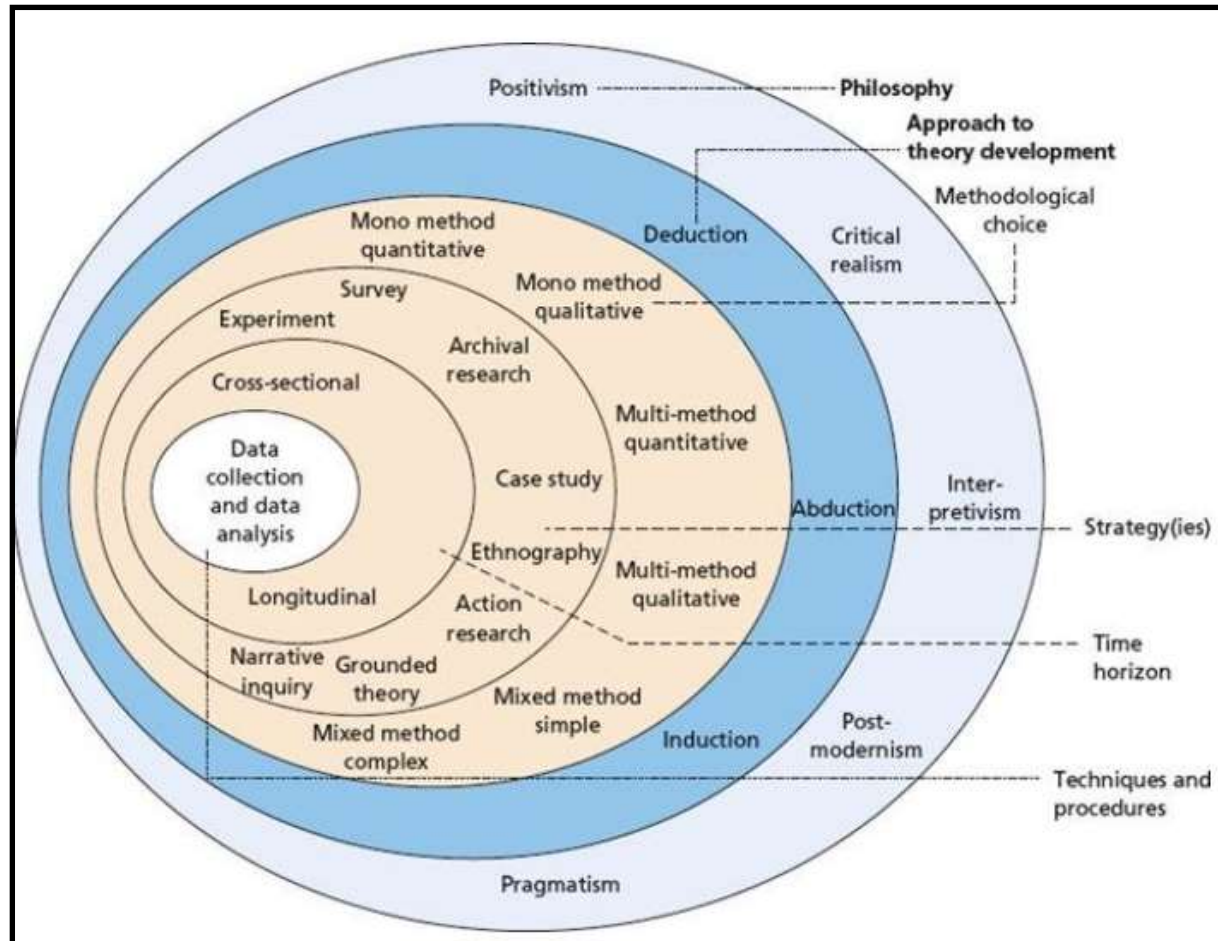 Positivism
Philosophy
Approach to
theory development
Methodological
choice
Deduction
Critical
realism
Mono method
quantitative
Mono method
qualitative
Survey
Experiment
Archival
research
Cross-sectional
Multi-method
quantitative
Data
collection
and data
analysis
Case study
Abduction
Inter-
pretivism
Strategy(ies)
Ethnography
Multi-method
qualitative
Longitudinal
Action
research
Time
horizon
Narrative
inquiry
Grounded
theory
Mixed method
simple
Mixed method
complex
Induction
Post-
modernism
Techniques and
procedures
Pragmatism